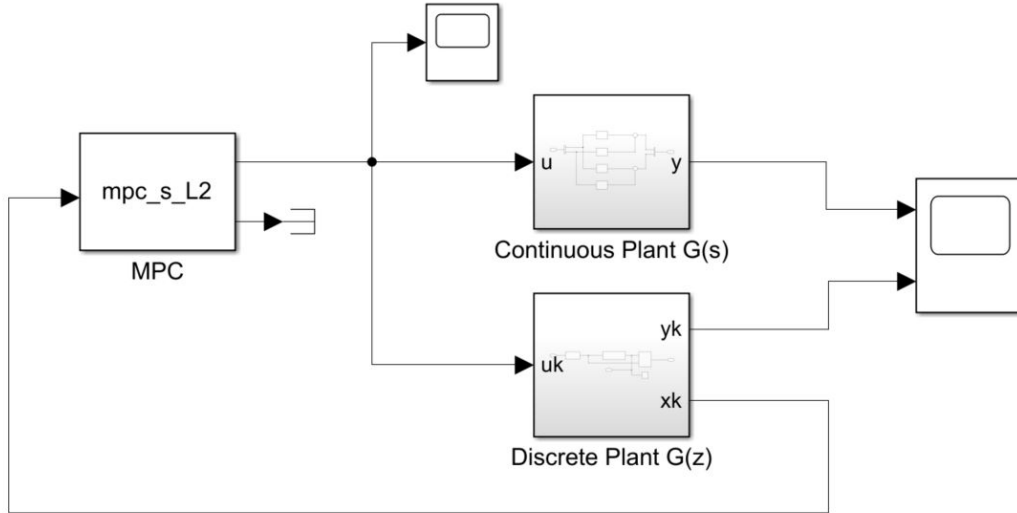 mpc_s_L2
MPC
u
y
Continuous Plant G(s)
uk
yk
xk
Discrete Plant G(z)